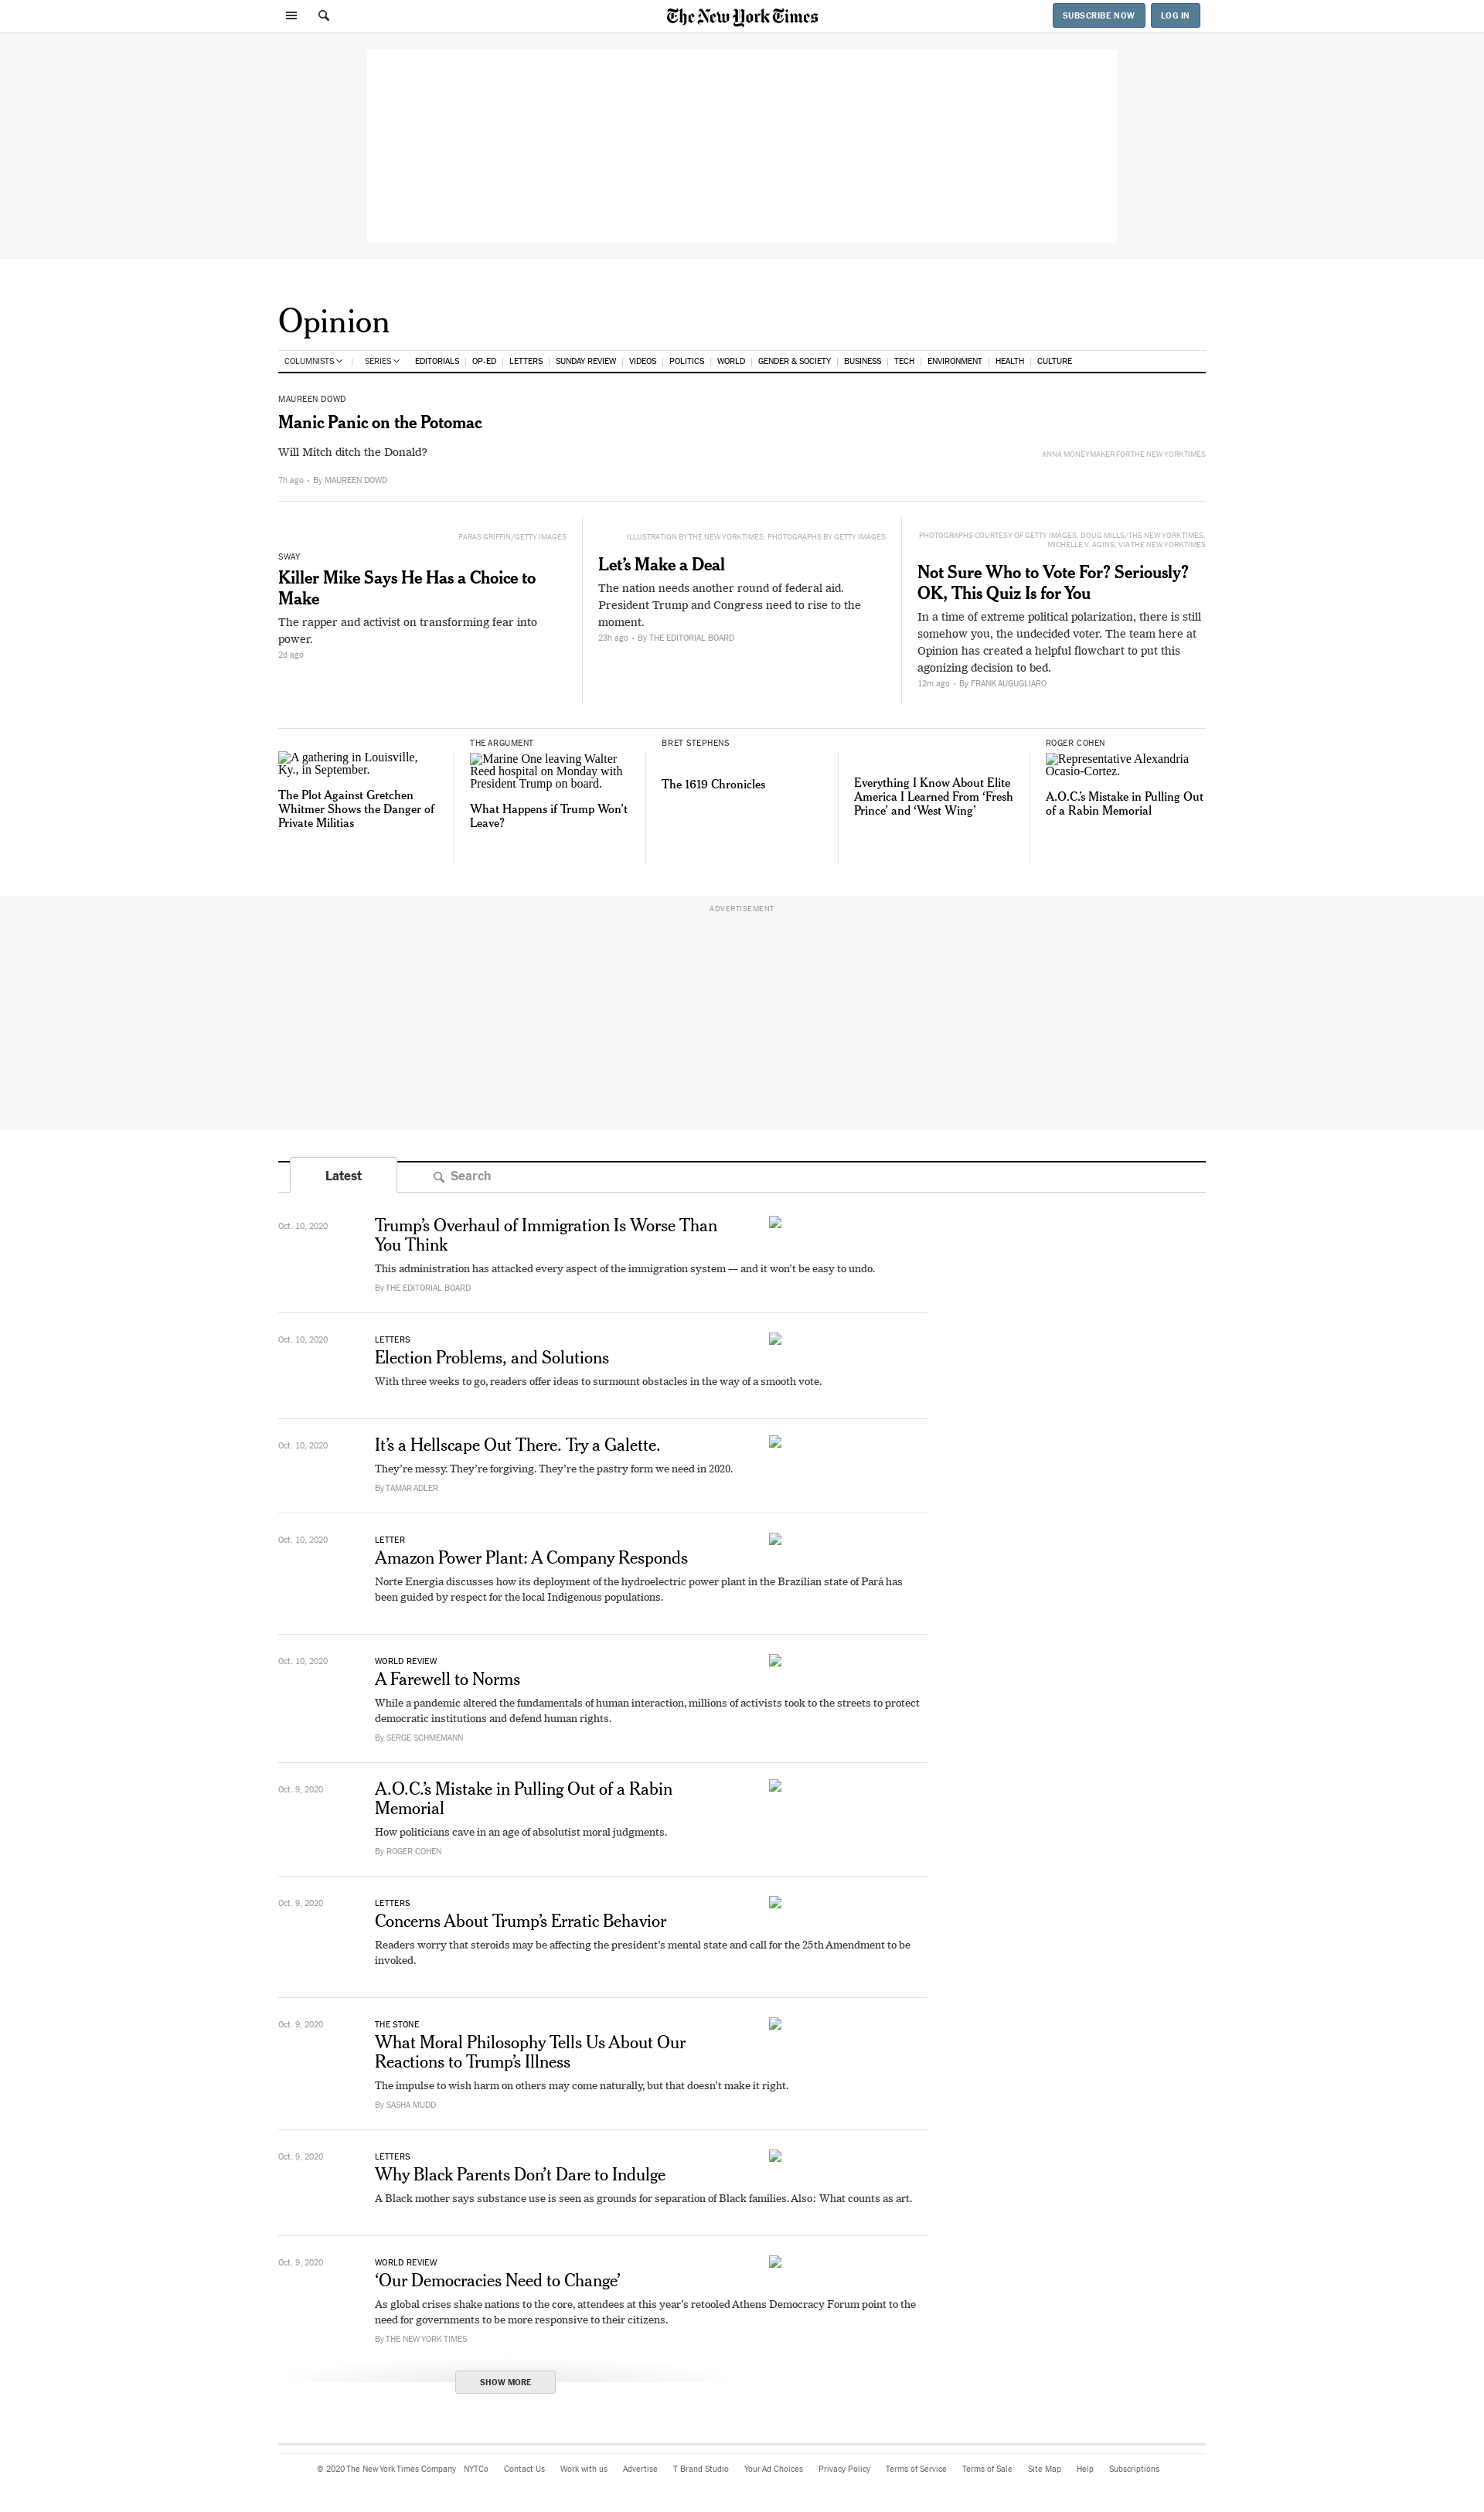 The New York Times
SUBSCRIBE NOW
LOG IN
Opinion
COLUMNISTS
SERIES
EDITORIALS
OP-ED
LETTERS
SUNDAY REVIEW
VIDEOS
POLITICS
WORLD
GENDER & SOCIETY
BUSINESS
TECH
ENVIRONMENT
HEALTH
CULTURE
MAUREEN DOWD
Manic Panic on the Potomac
Will Mitch ditch the Donald?
ANNA MONEYMAKER FOR THE NEW YORK TIMES
7h ago • By MAUREEN DOWD
PARAS GRIFFIN/GETTY IMAGES
SWAY
Killer Mike Says He Has a Choice to
Make
The rapper and activist on transforming fear into
power.
2d ago
ILLUSTRATION BY THE NEW YORK TIMES; PHOTOGRAPHS BY GETTY IMAGES
Let’s Make a Deal
The nation needs another round of federal aid.
President Trump and Congress need to rise to the
moment.
23h ago • By THE EDITORIAL BOARD
PHOTOGRAPHS COURTESY OF GETTY IMAGES, DOUG MILLS/THE NEW YORK TIMES,
MICHELLE V. AGINS, VIA THE NEW YORK TIMES
Not Sure Who to Vote For? Seriously?
OK, This Quiz Is for You
In a time of extreme political polarization, there is still
somehow you, the undecided voter. The team here at
Opinion has created a helpful flowchart to put this
agonizing decision to bed.
12m ago • By FRANK AUGUGLIARO
A gathering in Louisville,
Ky., in September.
The Plot Against Gretchen
Whitmer Shows the Danger of
Private Militias
THE ARGUMENT
Marine One leaving Walter
Reed hospital on Monday with
President Trump on board.
What Happens if Trump Won’t
Leave?
BRET STEPHENS
The 1619 Chronicles
Everything I Know About Elite
America I Learned From ‘Fresh
Prince’ and ‘West Wing’
ROGER COHEN
Representative Alexandria
Ocasio-Cortez.
A.O.C.’s Mistake in Pulling Out
of a Rabin Memorial
ADVERTISEMENT
Latest
Search
Oct. 10, 2020
Trump’s Overhaul of Immigration Is Worse Than
You Think
This administration has attacked every aspect of the immigration system — and it won’t be easy to undo.
By THE EDITORIAL BOARD
Oct. 10, 2020
LETTERS
Election Problems, and Solutions
With three weeks to go, readers offer ideas to surmount obstacles in the way of a smooth vote.
Oct. 10, 2020
It’s a Hellscape Out There. Try a Galette.
They’re messy. They’re forgiving. They’re the pastry form we need in 2020.
By TAMAR ADLER
Oct. 10, 2020
LETTER
Amazon Power Plant: A Company Responds
Norte Energia discusses how its deployment of the hydroelectric power plant in the Brazilian state of Pará has
been guided by respect for the local Indigenous populations.
Oct. 10, 2020
WORLD REVIEW
A Farewell to Norms
While a pandemic altered the fundamentals of human interaction, millions of activists took to the streets to protect
democratic institutions and defend human rights.
By SERGE SCHMEMANN
Oct. 9, 2020
A.O.C.’s Mistake in Pulling Out of a Rabin
Memorial
How politicians cave in an age of absolutist moral judgments.
By ROGER COHEN
Oct. 9, 2020
LETTERS
Concerns About Trump’s Erratic Behavior
Readers worry that steroids may be affecting the president’s mental state and call for the 25th Amendment to be
invoked.
Oct. 9, 2020
THE STONE
What Moral Philosophy Tells Us About Our
Reactions to Trump’s Illness
The impulse to wish harm on others may come naturally, but that doesn’t make it right.
By SASHA MUDD
Oct. 9, 2020
LETTERS
Why Black Parents Don’t Dare to Indulge
A Black mother says substance use is seen as grounds for separation of Black families. Also: What counts as art.
Oct. 9, 2020
WORLD REVIEW
‘Our Democracies Need to Change’
As global crises shake nations to the core, attendees at this year’s retooled Athens Democracy Forum point to the
need for governments to be more responsive to their citizens.
By THE NEW YORK TIMES
SHOW MORE
© 2020 The New York Times Company
NYTCo
Contact Us
Work with us
Advertise
T Brand Studio
Your Ad Choices
Privacy Policy
Terms of Service
Terms of Sale
Site Map
Help
Subscriptions